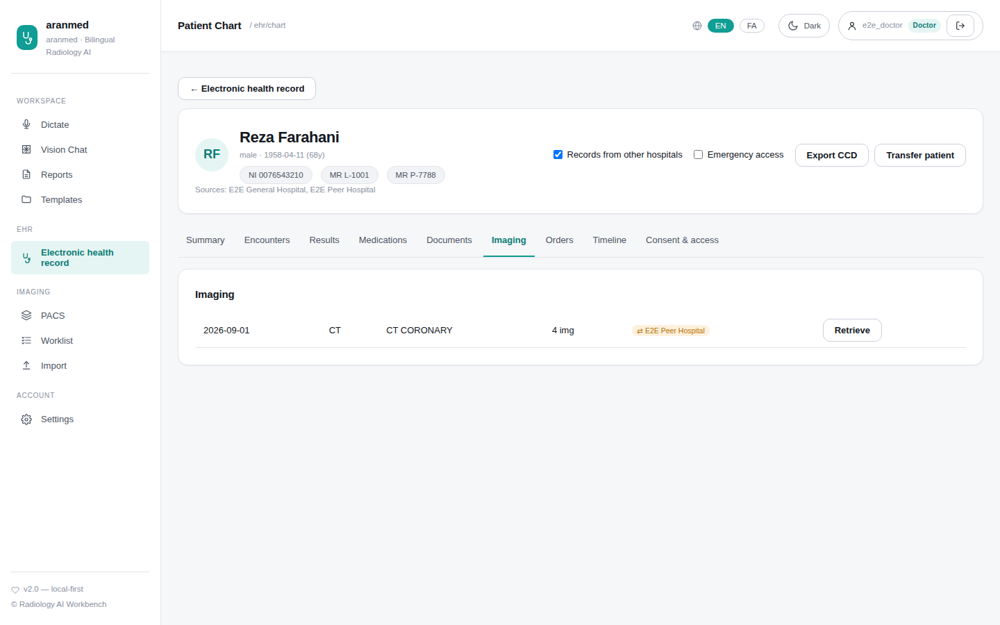 aranmed
aranmed · Bilingual
Radiology AI
WORKSPACE
Dictate
Vision Chat
Reports
Templates
EHR
Electronic health
record
IMAGING
PACS
Worklist
Import
ACCOUNT
Settings
v2.0 — local-first
© Radiology AI Workbench
Patient Chart / ehr/chart
EN FA Dark e2e_doctor Doctor
← Electronic health record
RF
Reza Farahani
male · 1958-04-11 (68y)
NI 0076543210 MR L-1001 MR P-7788
Sources: E2E General Hospital, E2E Peer Hospital
Records from other hospitals Emergency access Export CCD Transfer patient
Summary Encounters Results Medications Documents Imaging Orders Timeline Consent & access
Imaging
2026-09-01 CT CT CORONARY 4 img ⇄ E2E Peer Hospital Retrieve